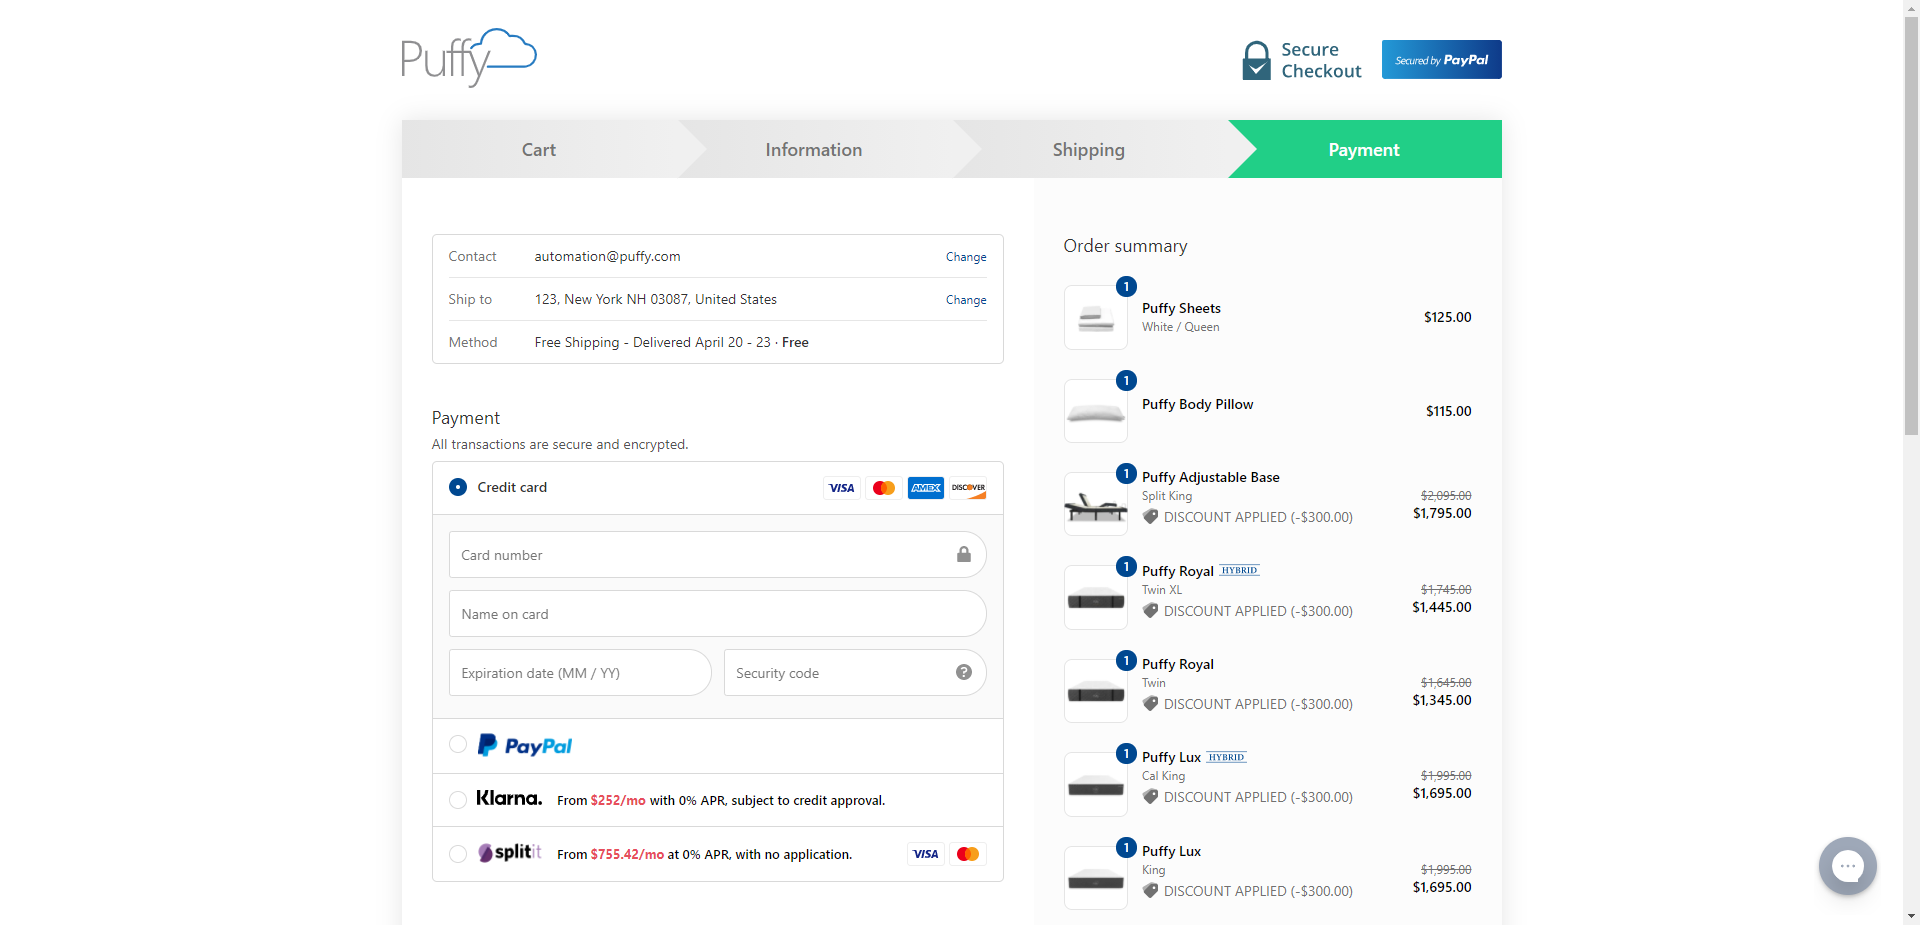 Puffy
Secure
Checkout
Secured by PayPal
Cart
Information
Shipping
Payment
Contact
automation@puffy.com
Change
Ship to
123, New York NH 03087, United States
Change
Method
Free Shipping - Delivered April 20 - 23 · Free
Payment
All transactions are secure and encrypted.
Credit card
VISA
AMEX
DISCOVER
Card number
Name on card
Expiration date (MM / YY)
Security code
?
PayPal
Klarna.
From $252/mo with 0% APR, subject to credit approval.
splitit
From $755.42/mo at 0% APR, with no application.
VISA
Order summary
1
Puffy Sheets
White / Queen
$125.00
1
Puffy Body Pillow
$115.00
1
Puffy Adjustable Base
Split King
DISCOUNT APPLIED (-$300.00)
$2,095.00
$1,795.00
1
Puffy Royal HYBRID
Twin XL
DISCOUNT APPLIED (-$300.00)
$1,745.00
$1,445.00
1
Puffy Royal
Twin
DISCOUNT APPLIED (-$300.00)
$1,645.00
$1,345.00
1
Puffy Lux HYBRID
Cal King
DISCOUNT APPLIED (-$300.00)
$1,995.00
$1,695.00
1
Puffy Lux
King
DISCOUNT APPLIED (-$300.00)
$1,995.00
$1,695.00